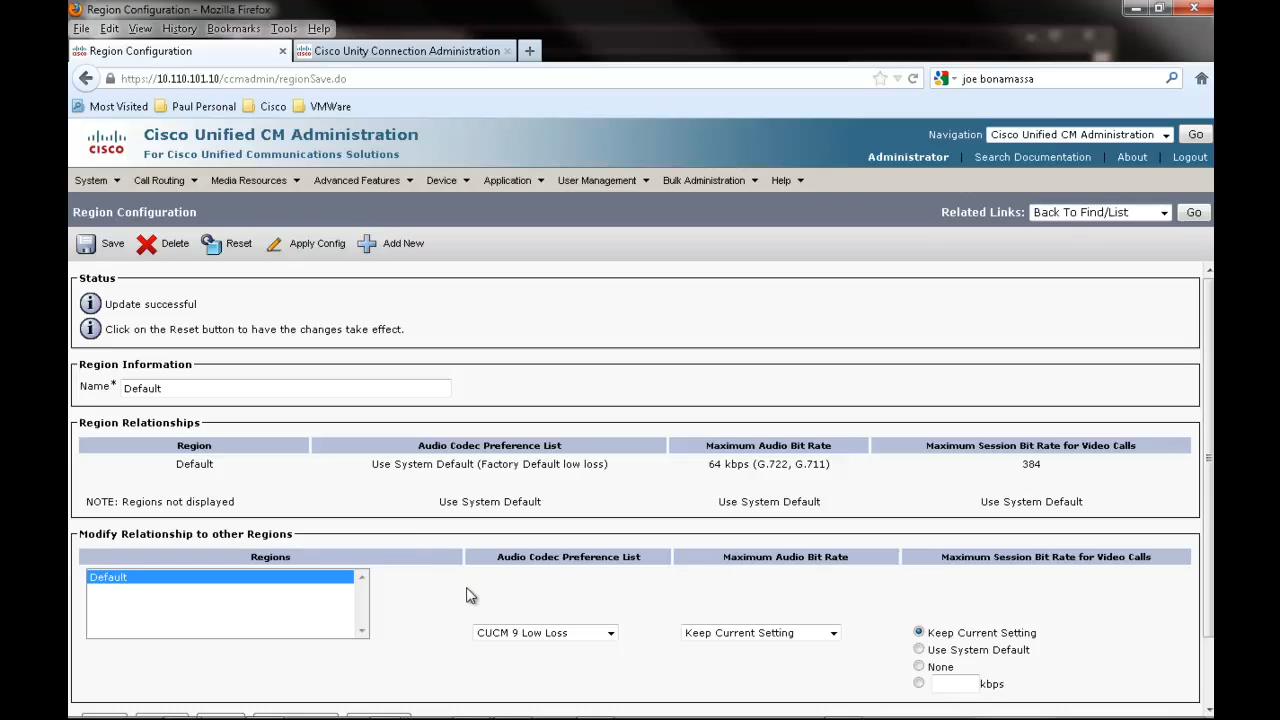 Region Configuration - Mozilla Firefox
File Edit View History Bookmarks Tools Help
Region Configuration
Cisco Unity Connection Administration
https://10.110.101.10/ccmadmin/regionSave.do
joe bonamassa
Most Visited Paul Personal Cisco VMWare
CISCO
Cisco Unified CM Administration
For Cisco Unified Communications Solutions
Navigation Cisco Unified CM Administration Go
Administrator | Search Documentation | About | Logout
System Call Routing Media Resources Advanced Features Device Application User Management Bulk Administration Help
Region Configuration
Related Links: Back To Find/List Go
Save Delete Reset Apply Config Add New
Status
Update successful
Click on the Reset button to have the changes take effect.
Region Information
Name* Default
Region Relationships
Region Audio Codec Preference List Maximum Audio Bit Rate Maximum Session Bit Rate for Video Calls
Default Use System Default (Factory Default low loss) 64 kbps (G.722, G.711) 384
NOTE: Regions not displayed Use System Default Use System Default Use System Default
Modify Relationship to other Regions
Regions Audio Codec Preference List Maximum Audio Bit Rate Maximum Session Bit Rate for Video Calls
Default
CUCM 9 Low Loss Keep Current Setting Keep Current Setting
Use System Default
None
kbps